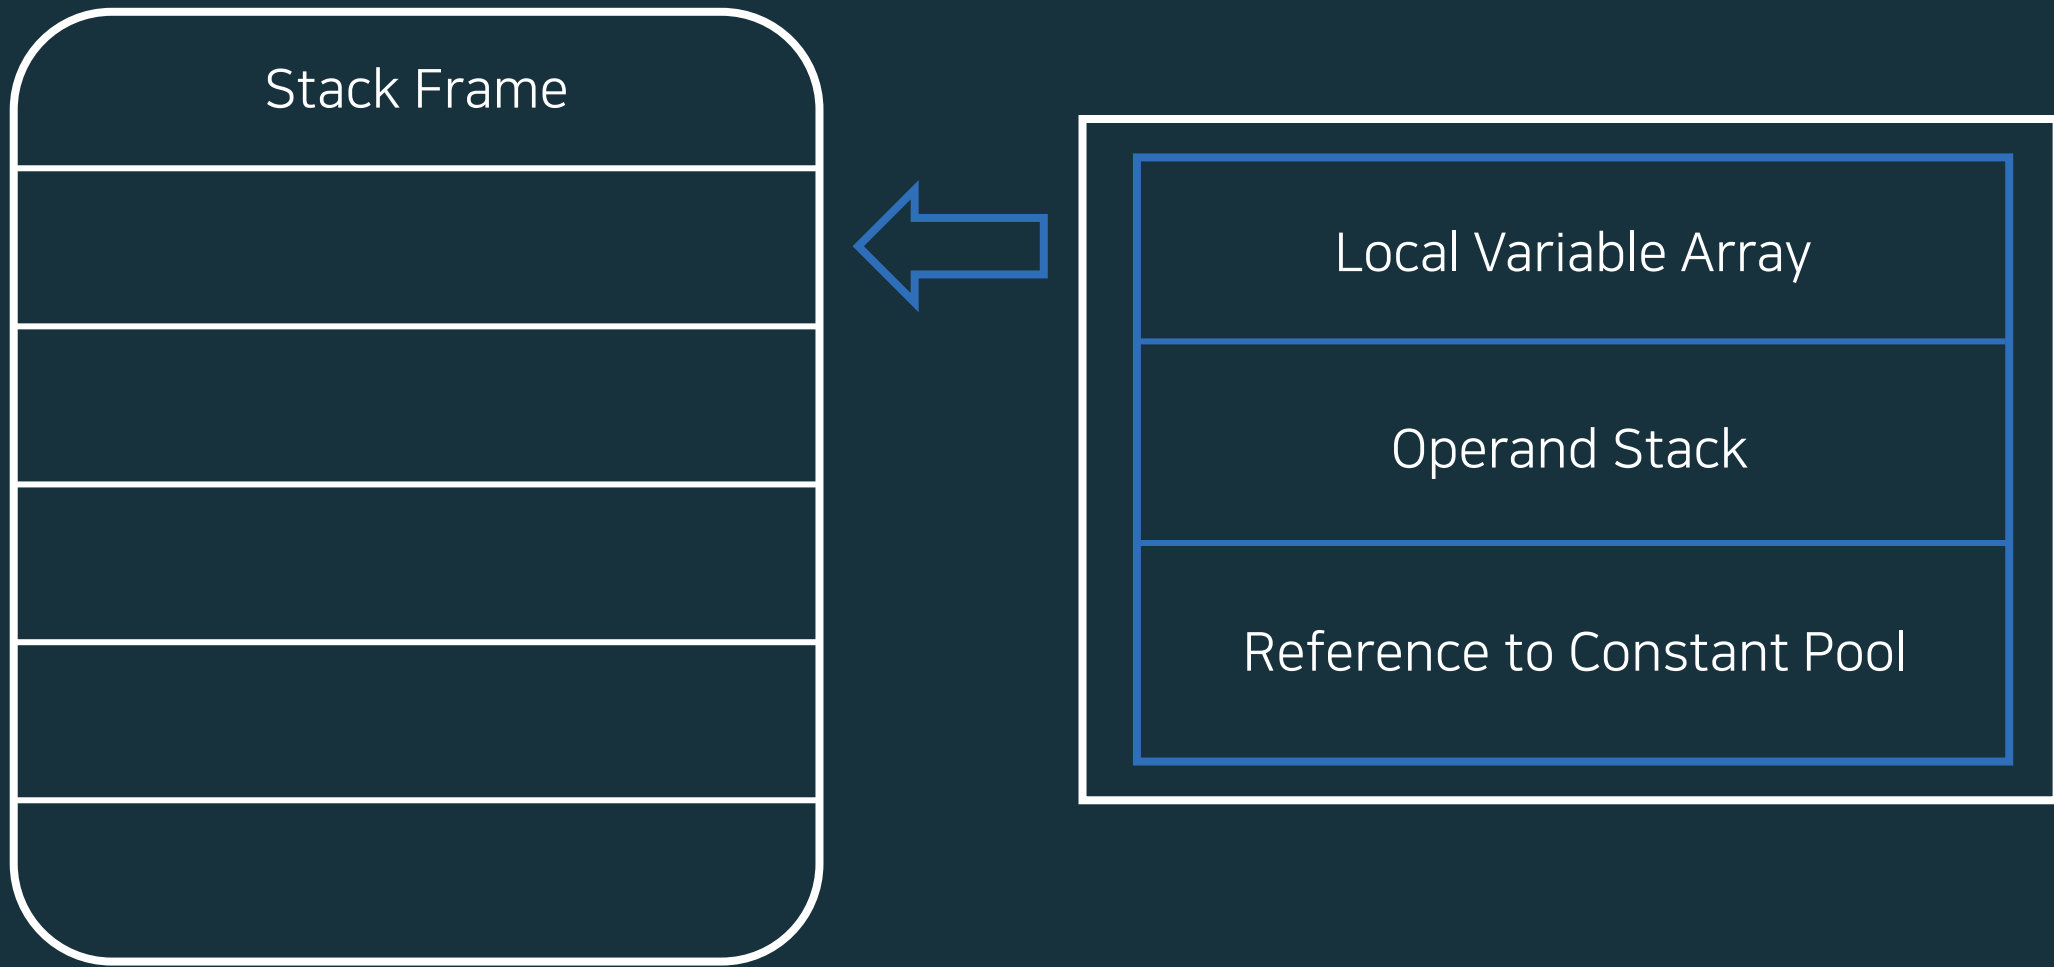 Stack Frame
Local Variable Array
Operand Stack
Reference to Constant Pool